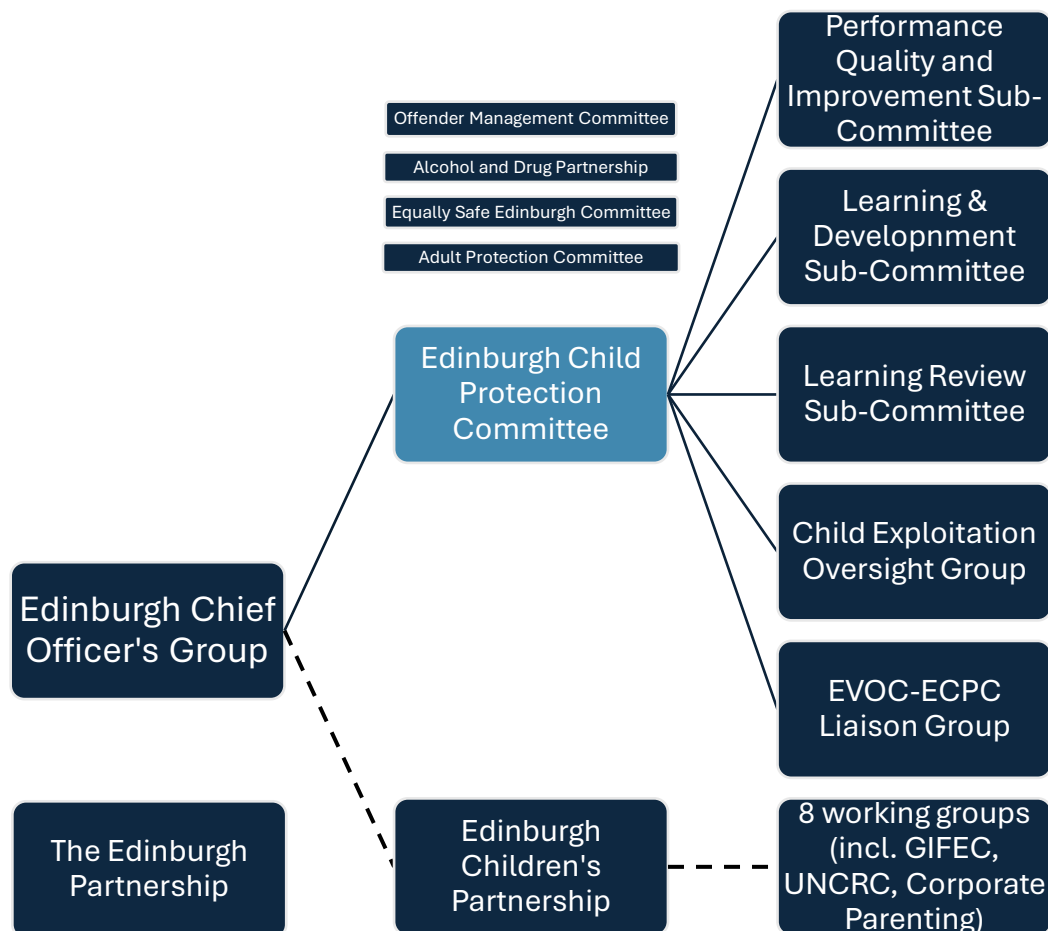 Performance
Quality and
Improvement Sub-
Committee
Offender Management Committee
Alcohol and Drug Partnership
Equally Safe Edinburgh Committee
Adult Protection Committee
Learning &
Developnment
Sub-Committee
Edinburgh Child
Protection
Committee
Learning Review
Sub-Committee
Child Exploitation
Oversight Group
Edinburgh Chief
Officer's Group
EVOC-ECPC
Liaison Group
The Edinburgh
Partnership
Edinburgh
Children's
Partnership
8 working groups
(incl. GIFEC,
UNCRC, Corporate
Parenting)